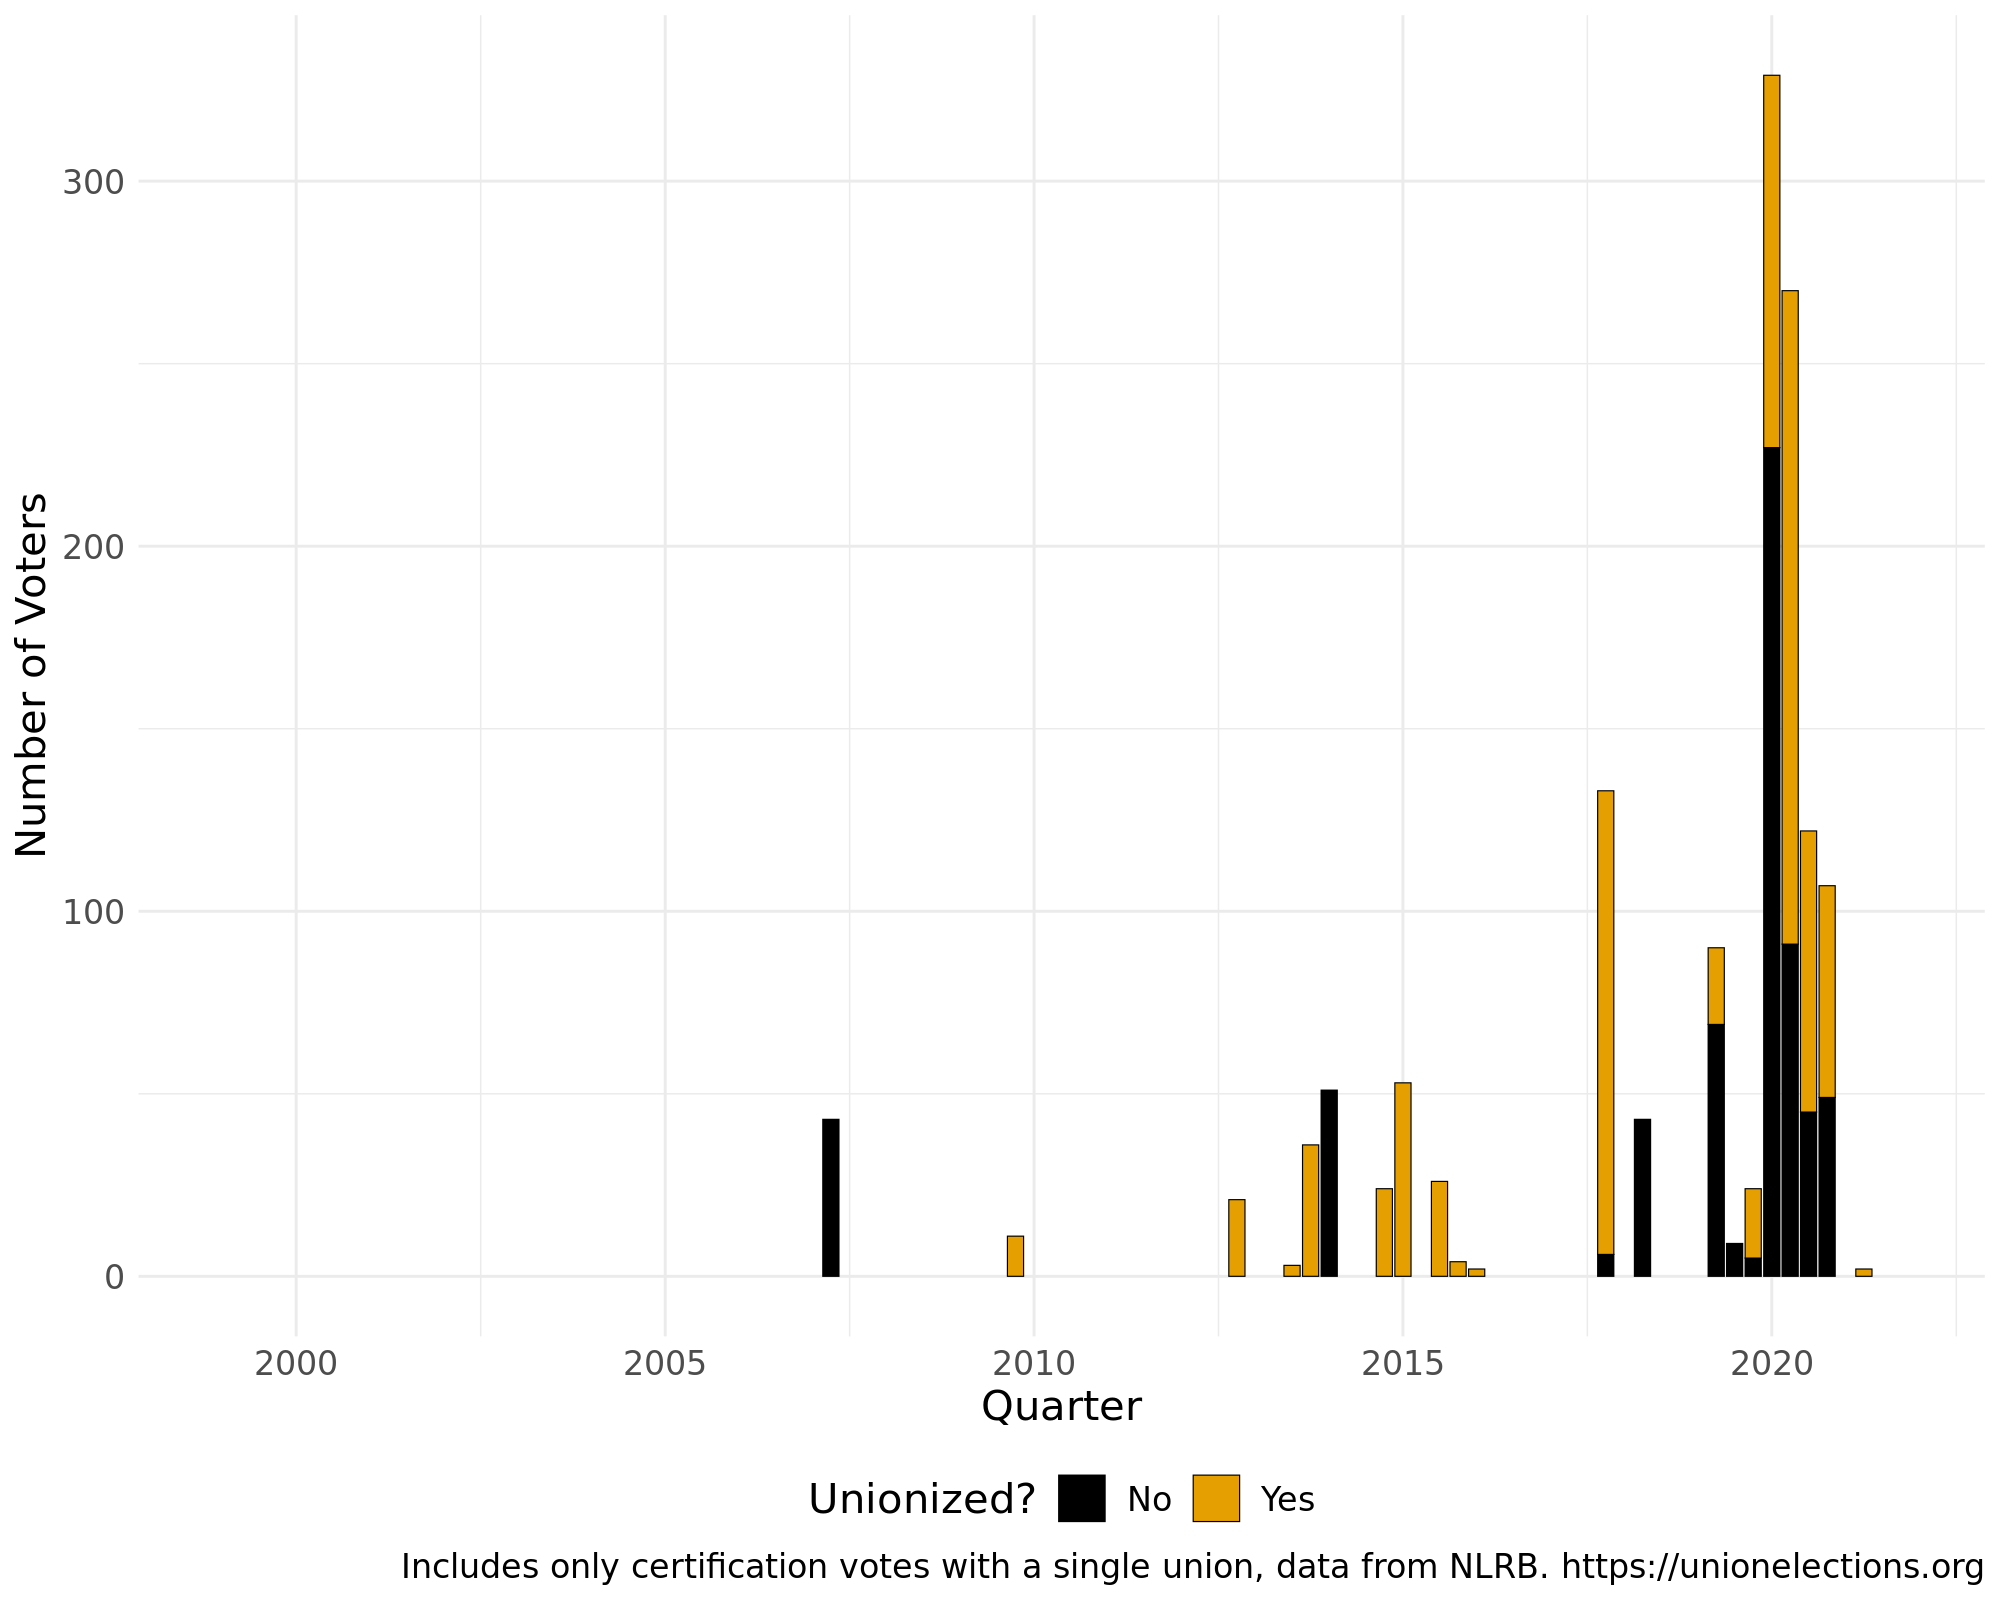 300
200
100
0
Number of Voters
2000 2005 2010 2015 2020
Quarter
Unionized? No Yes
Includes only certification votes with a single union, data from NLRB. https://unionelections.org